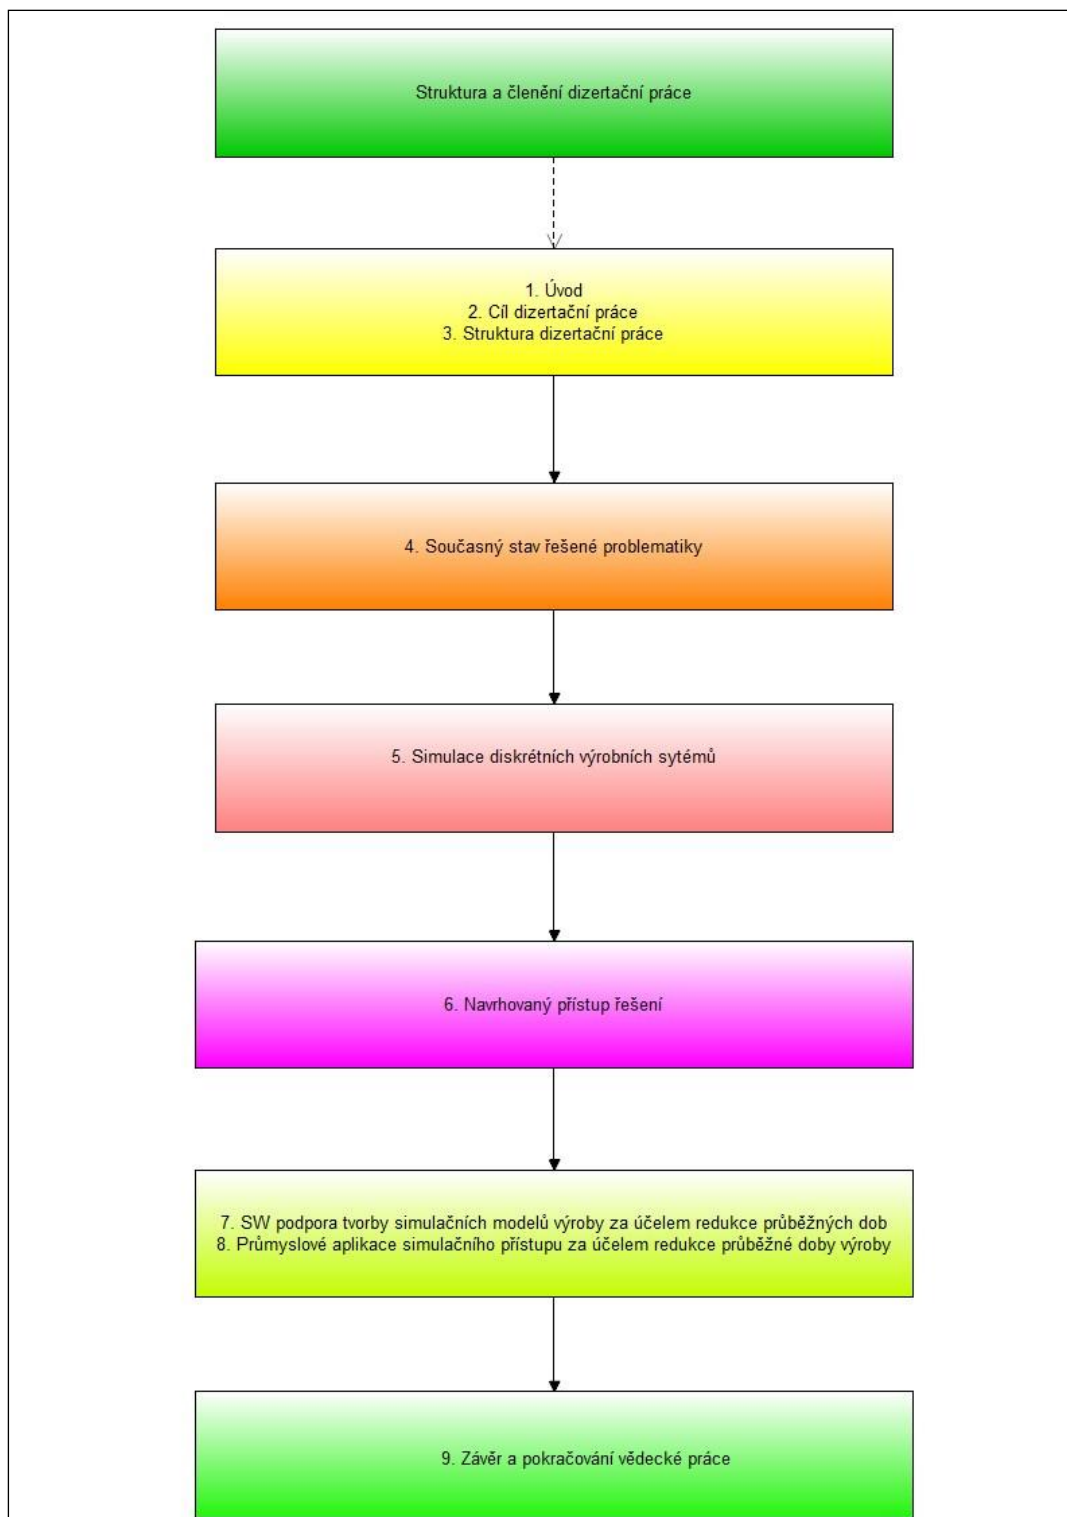 Struktura a členění dizertační práce
1. Úvod
2. Cíl dizertační práce
3. Struktura dizertační práce
4. Současný stav řešené problematiky
5. Simulace diskrétních výrobních sytémů
6. Navrhovaný přístup řešení
7. SW podpora tvorby simulačních modelů výroby za účelem redukce průběžných dob
8. Průmyslové aplikace simulačního přístupu za účelem redukce průběžné doby výroby
9. Závěr a pokračování vědecké práce